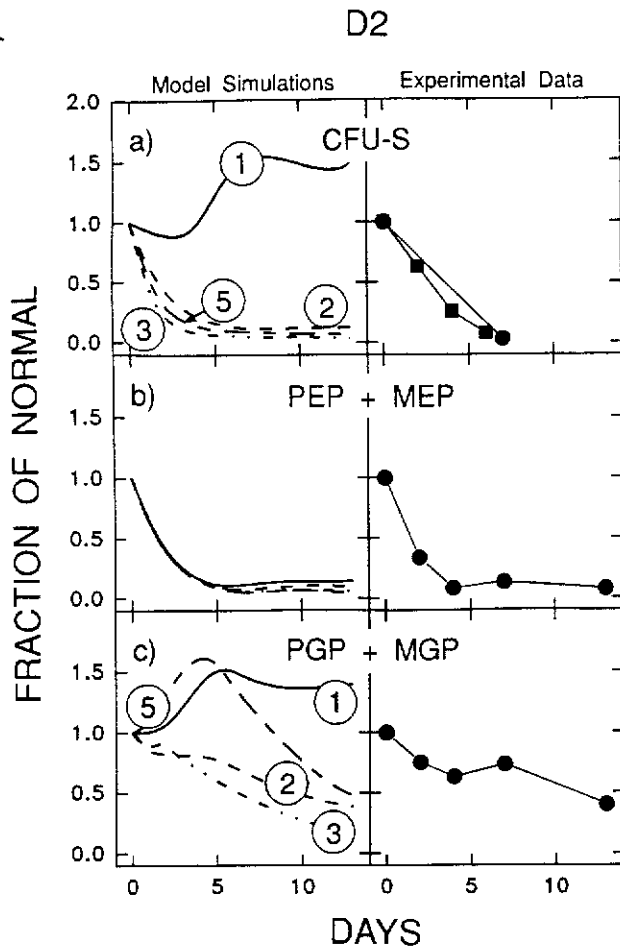 D2
Model Simulations Experimental Data
2.0
a) CFU-S
1
1.5
1.0
0.5
5 2
3
0.0
b) PEP + MEP
1.5
1.0
0.5
0.0
c) PGP + MGP
1.5
5 1
1.0
2
0.5
3
0.0
0 5 10 0 5 10
DAYS
FRACTION OF NORMAL